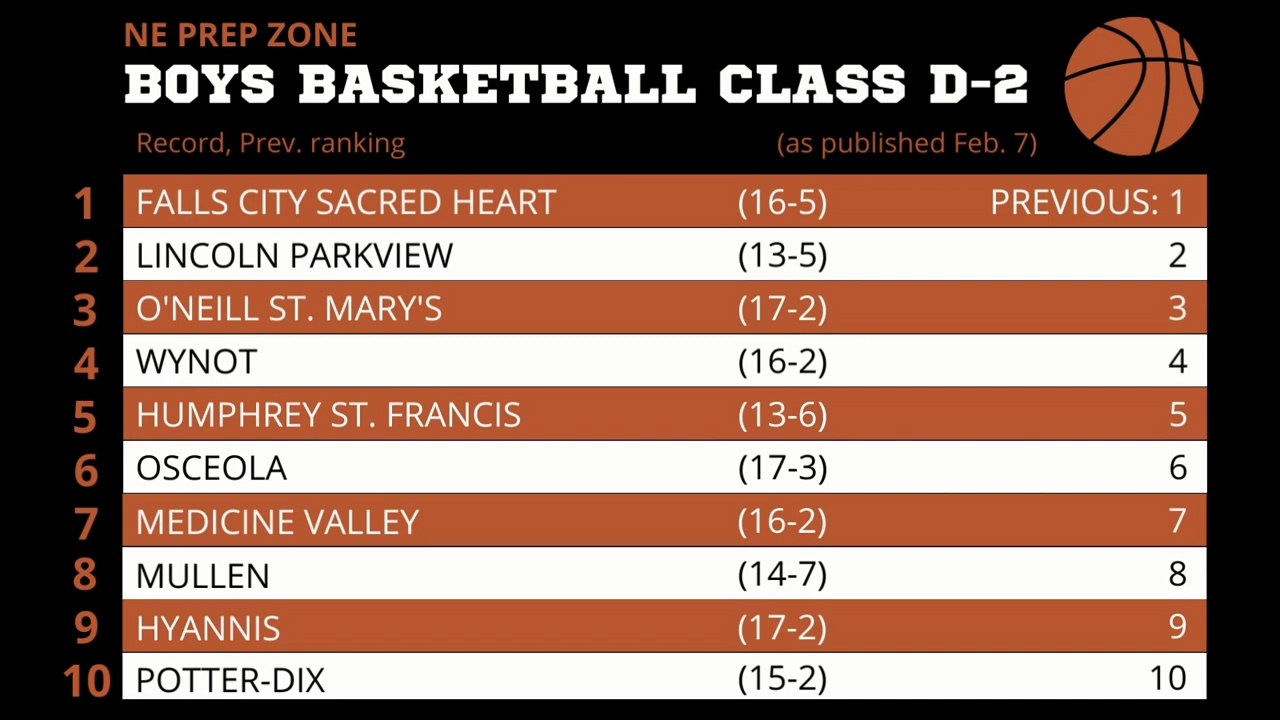 NE PREP ZONE
BOYS BASKETBALL CLASS D-2
Record, Prev. ranking (as published Feb. 7)
1 FALLS CITY SACRED HEART (16-5) PREVIOUS: 1
2 LINCOLN PARKVIEW (13-5) 2
3 O'NEILL ST. MARY'S (17-2) 3
4 WYNOT (16-2) 4
5 HUMPHREY ST. FRANCIS (13-6) 5
6 OSCEOLA (17-3) 6
7 MEDICINE VALLEY (16-2) 7
8 MULLEN (14-7) 8
9 HYANNIS (17-2) 9
10 POTTER-DIX (15-2) 10